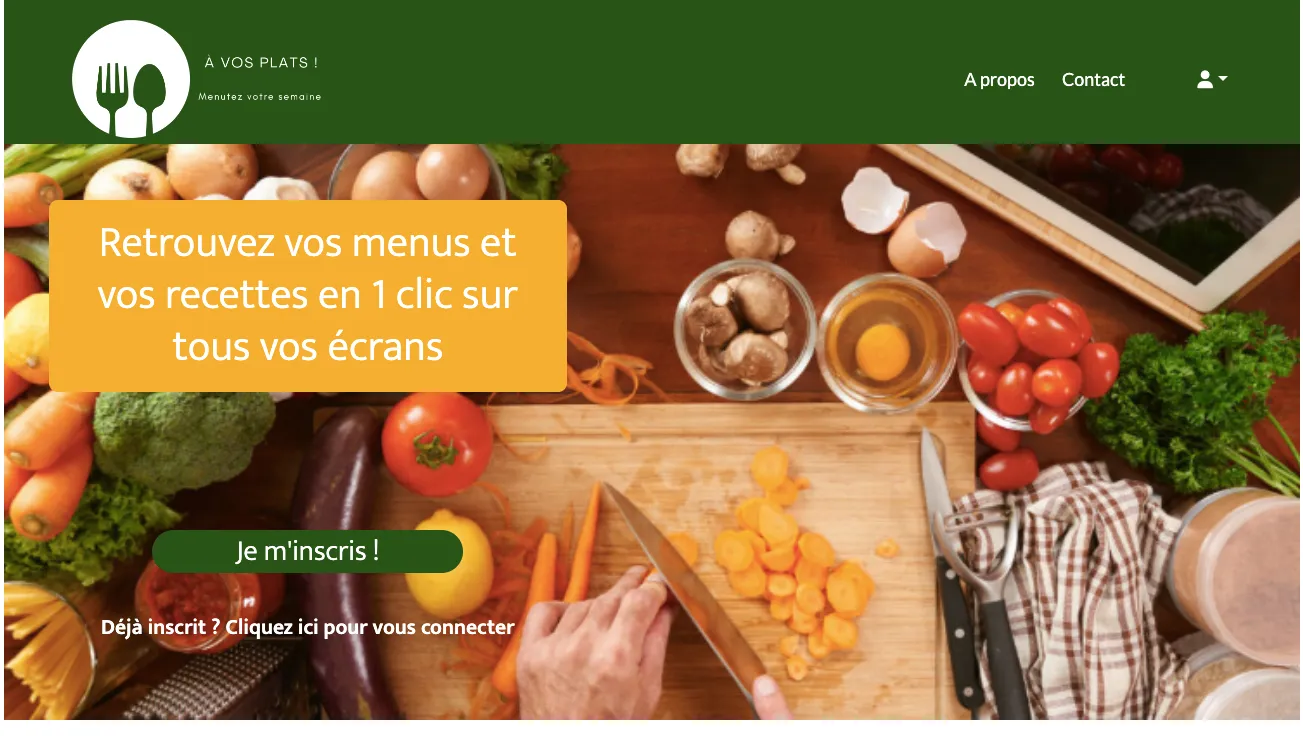 À VOS PLATS !
Menutez votre semaine
A propos
Contact
Retrouvez vos menus et
vos recettes en 1 clic sur
tous vos écrans
Je m'inscris !
Déjà inscrit ? Cliquez ici pour vous connecter